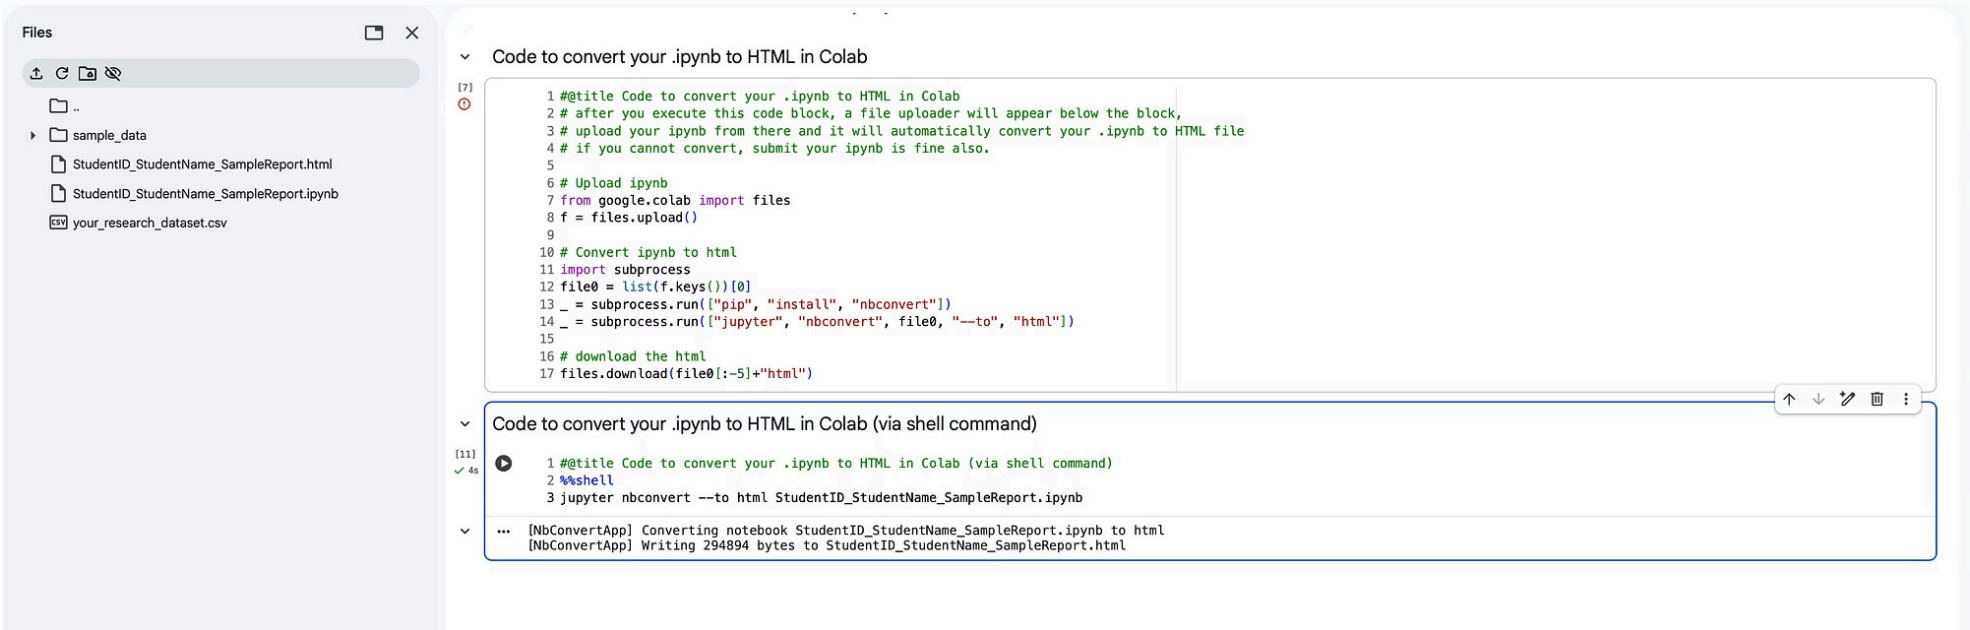 Files
..
sample_data
StudentID_StudentName_SampleReport.html
StudentID_StudentName_SampleReport.ipynb
CSV your_research_dataset.csv
Code to convert your .ipynb to HTML in Colab
[7]
1 #@title Code to convert your .ipynb to HTML in Colab
2 # after you execute this code block, a file uploader will appear below the block,
3 # upload your ipynb from there and it will automatically convert your .ipynb to HTML file
4 # if you cannot convert, submit your ipynb is fine also.
5
6 # Upload ipynb
7 from google.colab import files
8 f = files.upload()
9
10 # Convert ipynb to html
11 import subprocess
12 file0 = list(f.keys())[0]
13 _ = subprocess.run(["pip", "install", "nbconvert"])
14 _ = subprocess.run(["jupyter", "nbconvert", file0, "--to", "html"])
15
16 # download the html
17 files.download(file0[:-5]+"html")
Code to convert your .ipynb to HTML in Colab (via shell command)
[11]
4s
1 #@title Code to convert your .ipynb to HTML in Colab (via shell command)
2 %%shell
3 jupyter nbconvert --to html StudentID_StudentName_SampleReport.ipynb
[NbConvertApp] Converting notebook StudentID_StudentName_SampleReport.ipynb to html
[NbConvertApp] Writing 294894 bytes to StudentID_StudentName_SampleReport.html